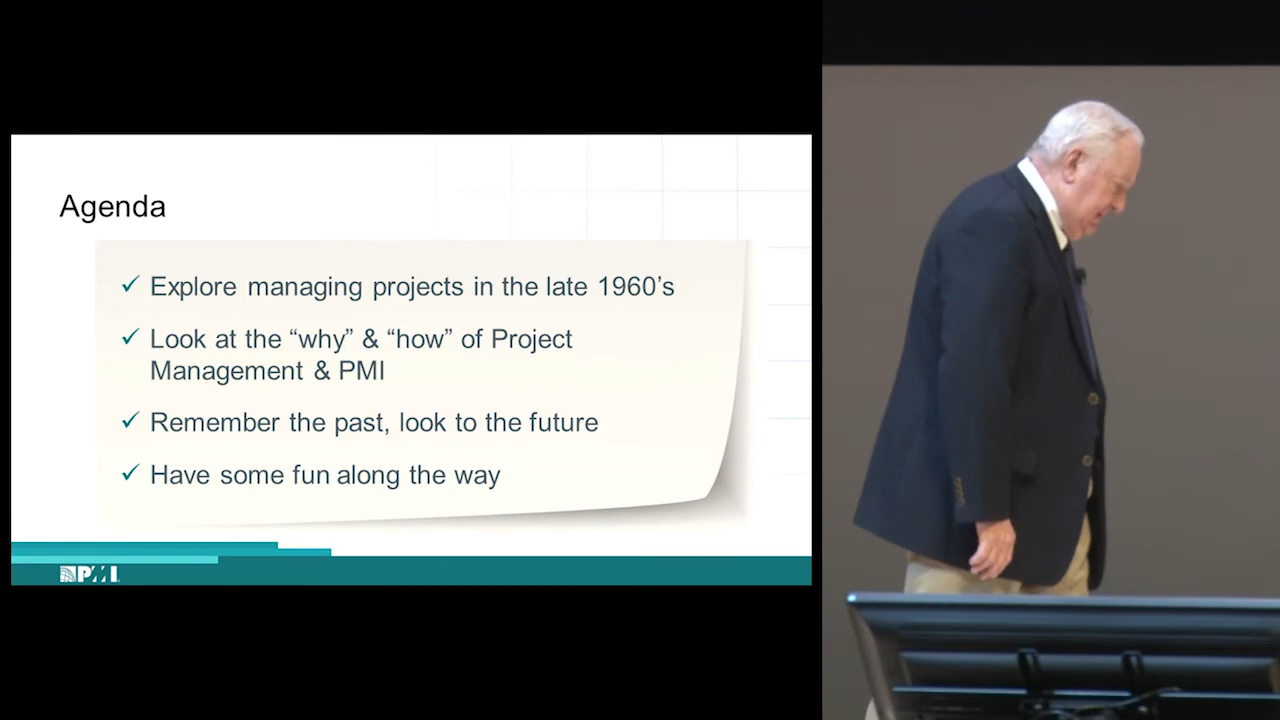 Agenda
✓ Explore managing projects in the late 1960’s
✓ Look at the “why” & “how” of Project
Management & PMI
✓ Remember the past, look to the future
✓ Have some fun along the way
PMI